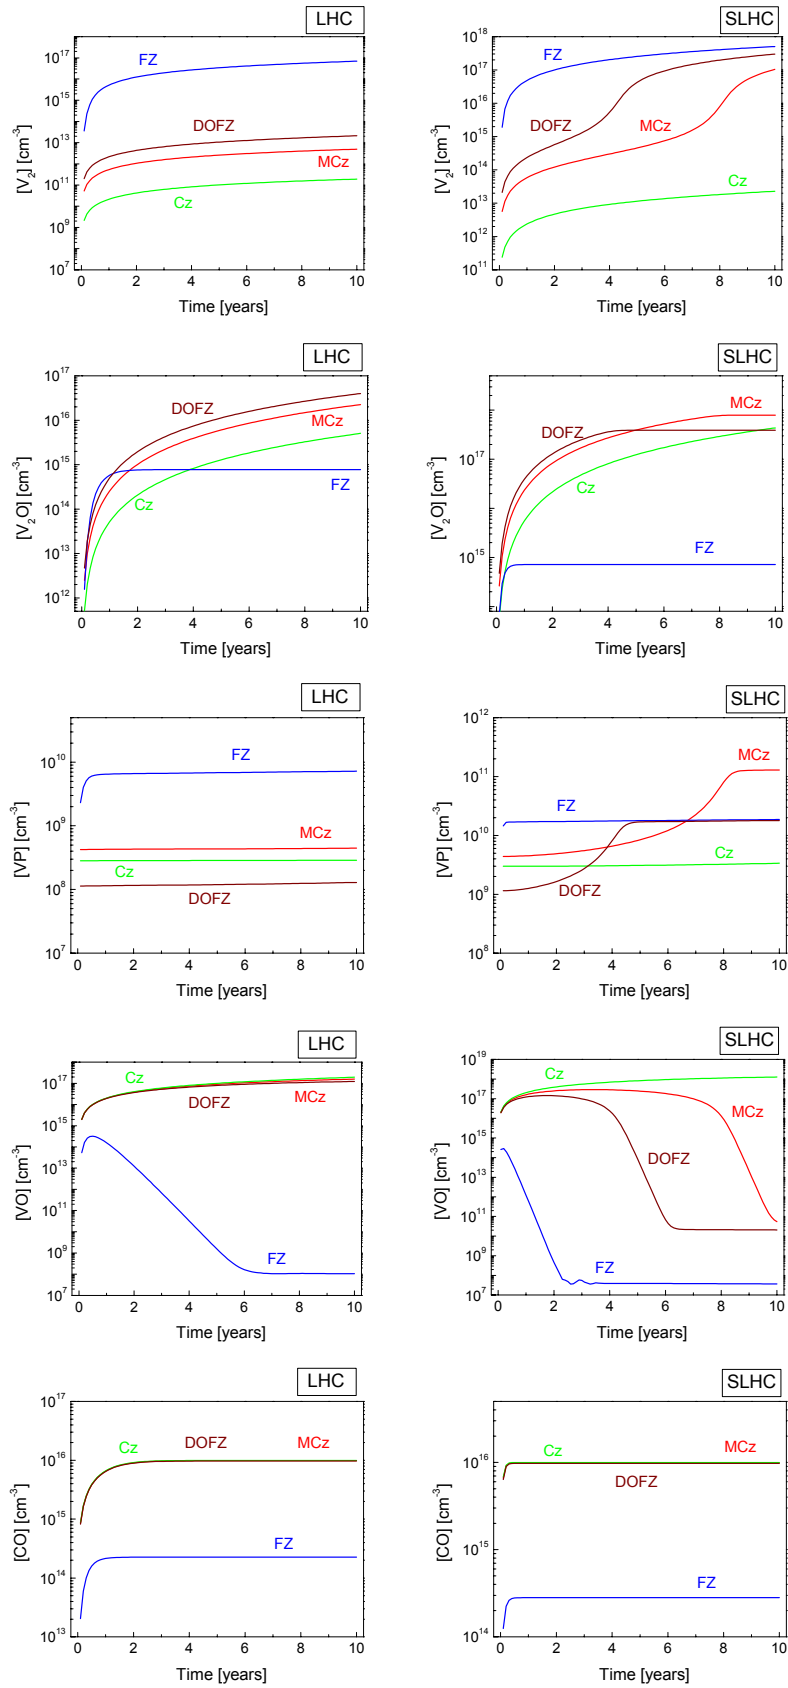 LHC
10^17
10^15
10^13
10^11
10^9
10^7
[V₂] [cm⁻³]
FZ
DOFZ
MCz
Cz
0 2 4 6 8 10
Time [years]
SLHC
10^18
10^17
10^16
10^15
10^14
10^13
10^12
10^11
[V₂] [cm⁻³]
FZ
DOFZ
MCz
Cz
0 2 4 6 8 10
Time [years]
LHC
10^17
10^16
10^15
10^14
10^13
10^12
[V₂O] [cm⁻³]
DOFZ
MCz
FZ
Cz
0 2 4 6 8 10
Time [years]
SLHC
10^17
10^15
[V₂O] [cm⁻³]
MCz
DOFZ
Cz
FZ
0 2 4 6 8 10
Time [years]
LHC
10^10
10^9
10^8
10^7
[VP] [cm⁻³]
FZ
MCz
Cz
DOFZ
0 2 4 6 8 10
Time [years]
SLHC
10^12
10^11
10^10
10^9
10^8
[VP] [cm⁻³]
MCz
FZ
Cz
DOFZ
0 2 4 6 8 10
Time [years]
LHC
10^17
10^15
10^13
10^11
10^9
10^7
[VO] [cm⁻³]
Cz
DOFZ
MCz
FZ
0 2 4 6 8 10
Time [years]
SLHC
10^19
10^17
10^15
10^13
10^11
10^9
10^7
[VO] [cm⁻³]
Cz
MCz
DOFZ
FZ
0 2 4 6 8 10
Time [years]
LHC
10^17
10^16
10^15
10^14
10^13
[CO] [cm⁻³]
Cz
DOFZ
MCz
FZ
0 2 4 6 8 10
Time [years]
SLHC
10^16
10^15
10^14
[CO] [cm⁻³]
Cz
MCz
DOFZ
FZ
0 2 4 6 8 10
Time [years]